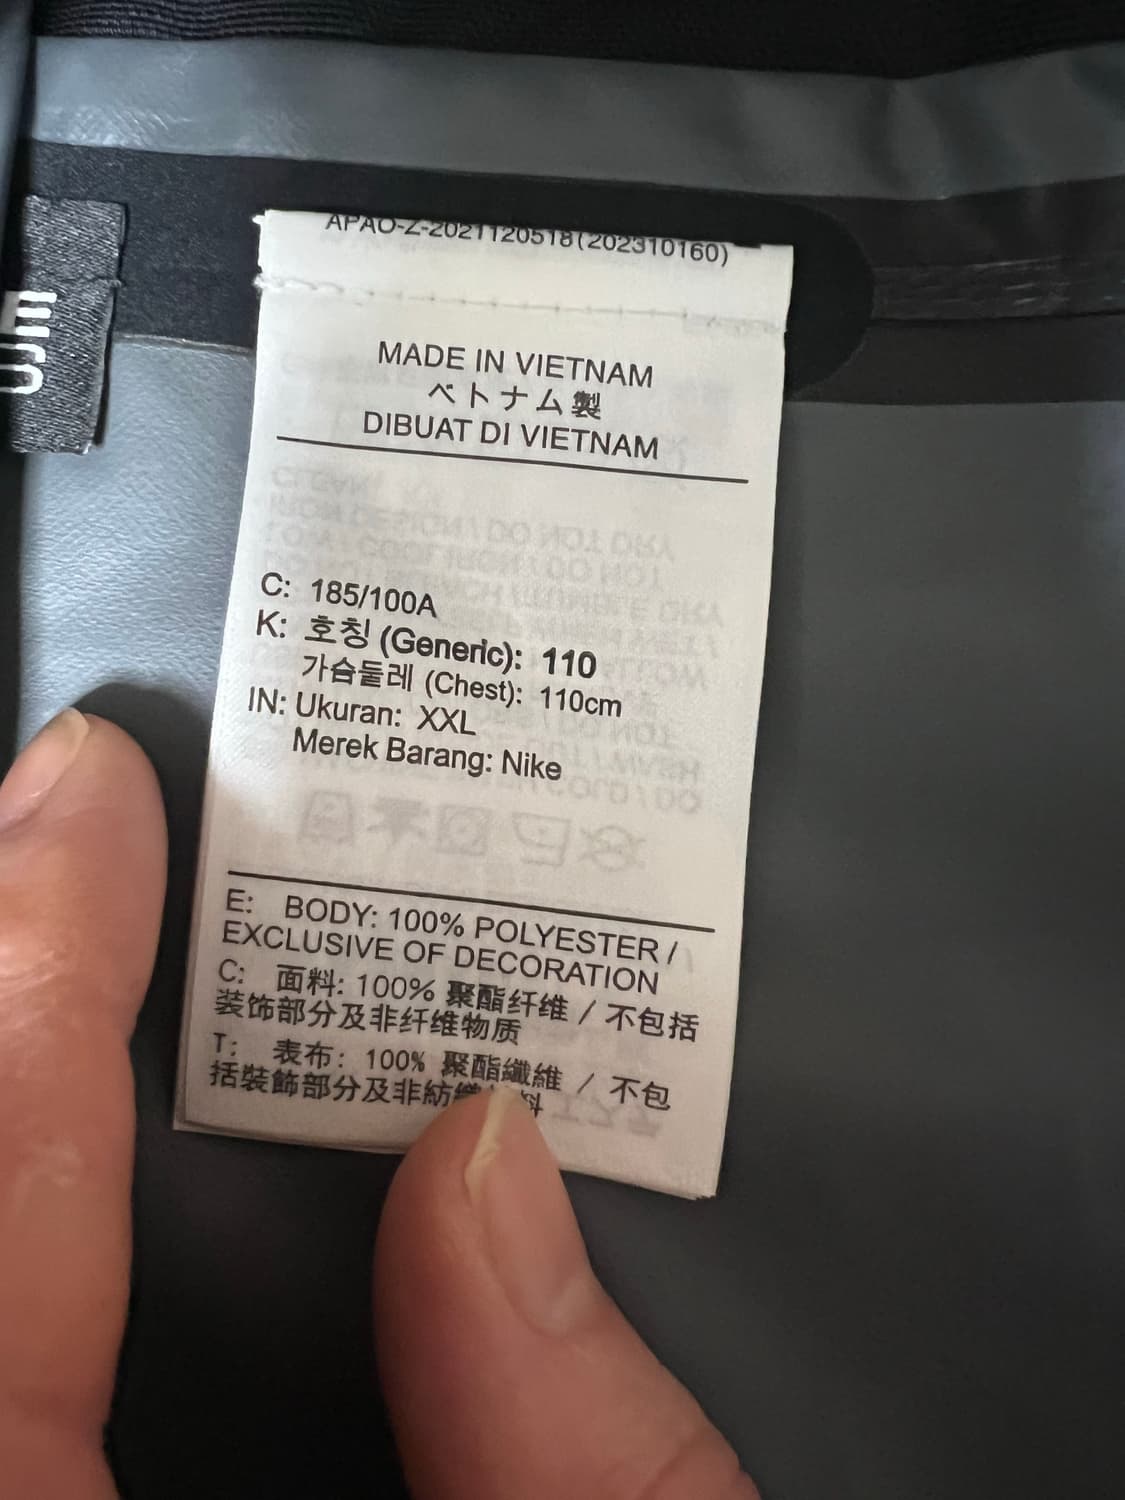 APAO-Z-2021120518(202310160)
MADE IN VIETNAM
ベトナム製
DIBUAT DI VIETNAM
C: 185/100A
K: 호칭 (Generic): 110
가슴둘레 (Chest): 110cm
IN: Ukuran: XXL
Merek Barang: Nike
E: BODY: 100% POLYESTER /
EXCLUSIVE OF DECORATION
C: 面料: 100% 聚酯纤维 / 不包括
装饰部分及非纤维物质
T: 表布: 100% 聚酯纖維 / 不包
括裝飾部分及非紡織 料